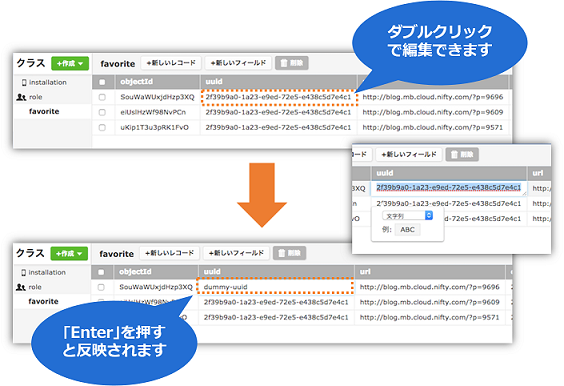 ダブルクリック
で編集できます
クラス +作成 favorite +新しいレコード +新しいフィールド 削除
installation objectId uuid url
role SouWaWUxjdHzp3XQ 2f39b9a0-1a23-e9ed-72e5-e438c5d7e4c1 http://blog.mb.cloud.nifty.com/?p=9696
favorite eiUslHzWf98NvPCn 2f39b9a0-1a23-e9ed-72e5-e438c5d7e4c1 http://blog.mb.cloud.nifty.com/?p=9609
uKip1T3u3pRK1FvO 2f39b9a0-1a23-e9ed-72e5-e438c5d7e4c1 http://blog.mb.cloud.nifty.com/?p=9571
コード +新しいフィールド 削除
uuid url
3XQ 2f39b9a0-1a23-e9ed-72e5-e438c5d7e4c1 http:/
Cn 2f39b9a0-1a23-e9ed-72e5-e438c5d7e4c1 http:/
vO 文字列 -72e5-e438c5d7e4c1 http:/
例: ABC
クラス +作成 favorite +新しいレコード +新しいフィールド 削除
installation objectId uuid url
role SouWaWUxjdHzp3XQ dummy-uuid http://blog.mb.cloud.nifty.com/?p=9696
favorite 2f39b9a0-1a23-e9ed-72e5-e438c5d7e4c1 http://blog.mb.cloud.nifty.com/?p=9609
2f39b9a0-1a23-e9ed-72e5-e438c5d7e4c1 http://blog.mb.cloud.nifty.com/?p=9571
「Enter」を押す
と反映されます